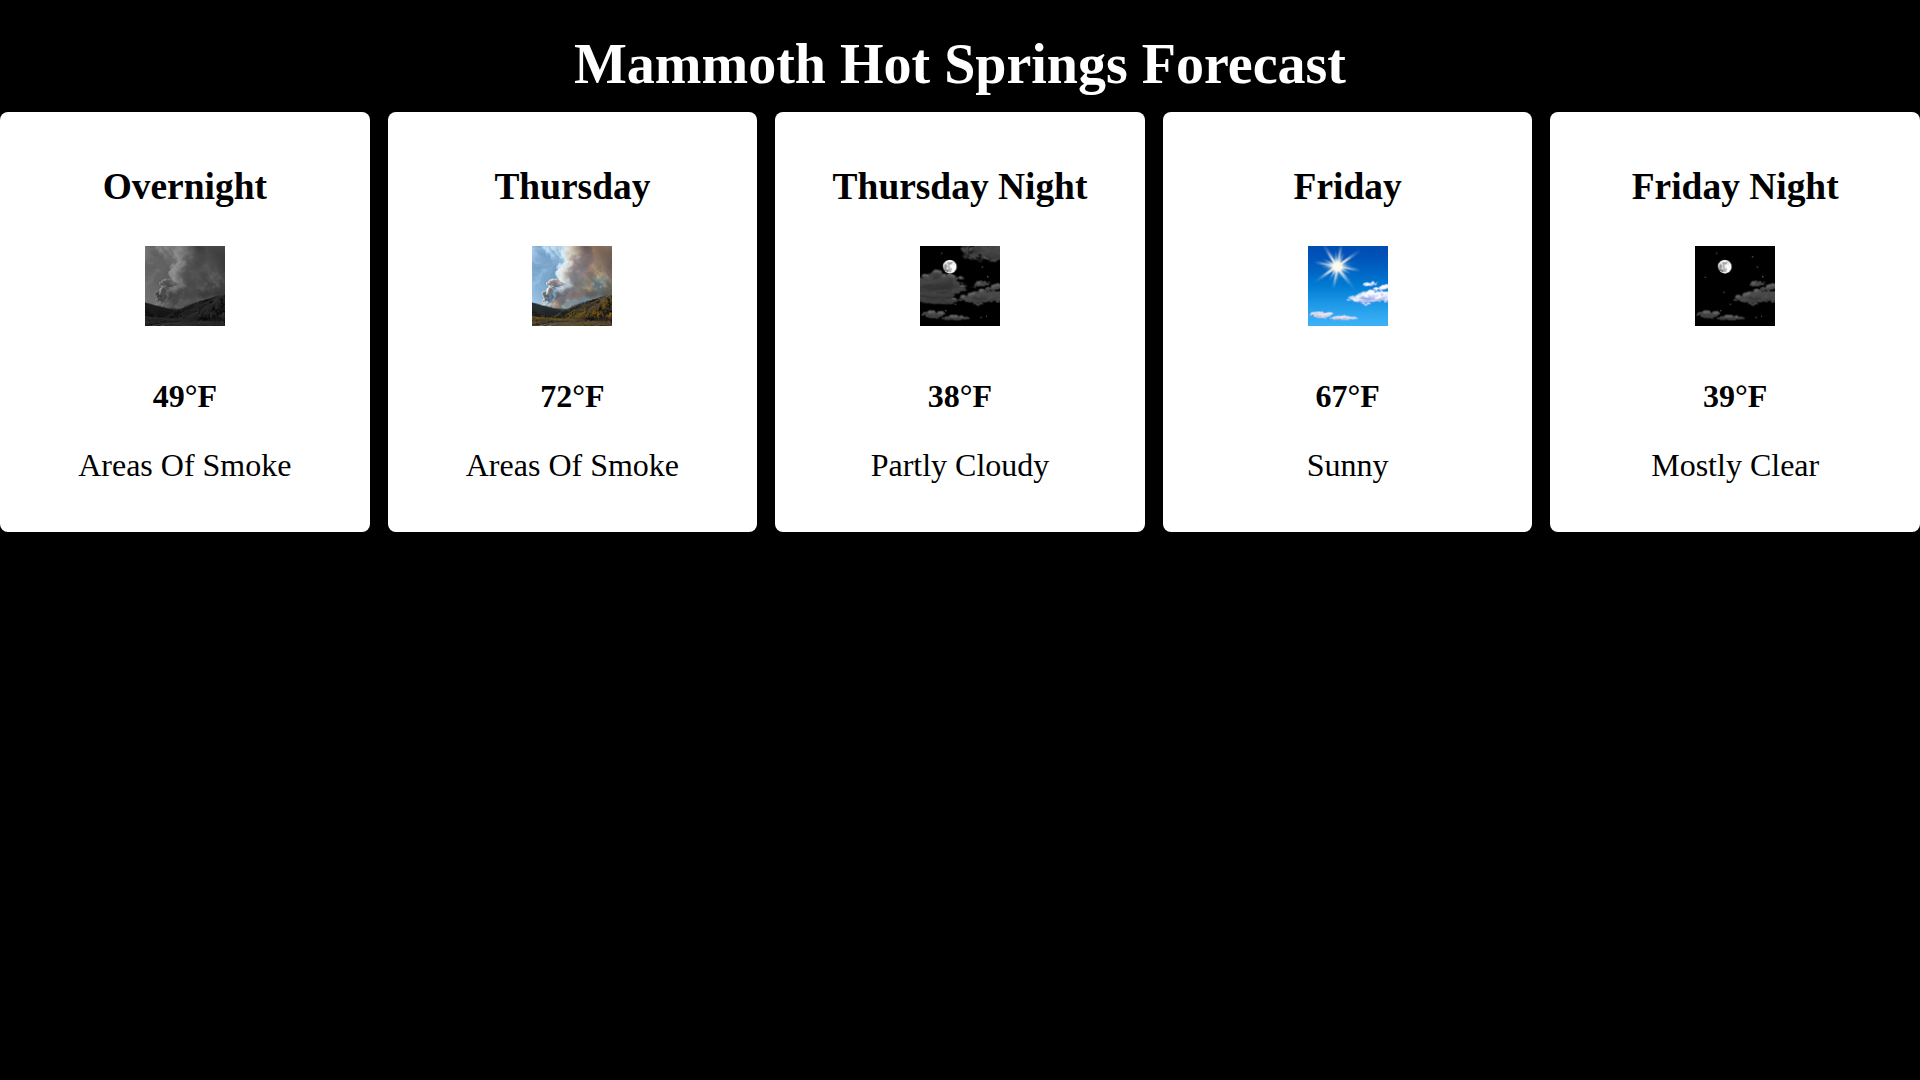 Mammoth Hot Springs Forecast
Overnight
49°F
Areas Of Smoke
Thursday
72°F
Areas Of Smoke
Thursday Night
38°F
Partly Cloudy
Friday
67°F
Sunny
Friday Night
39°F
Mostly Clear